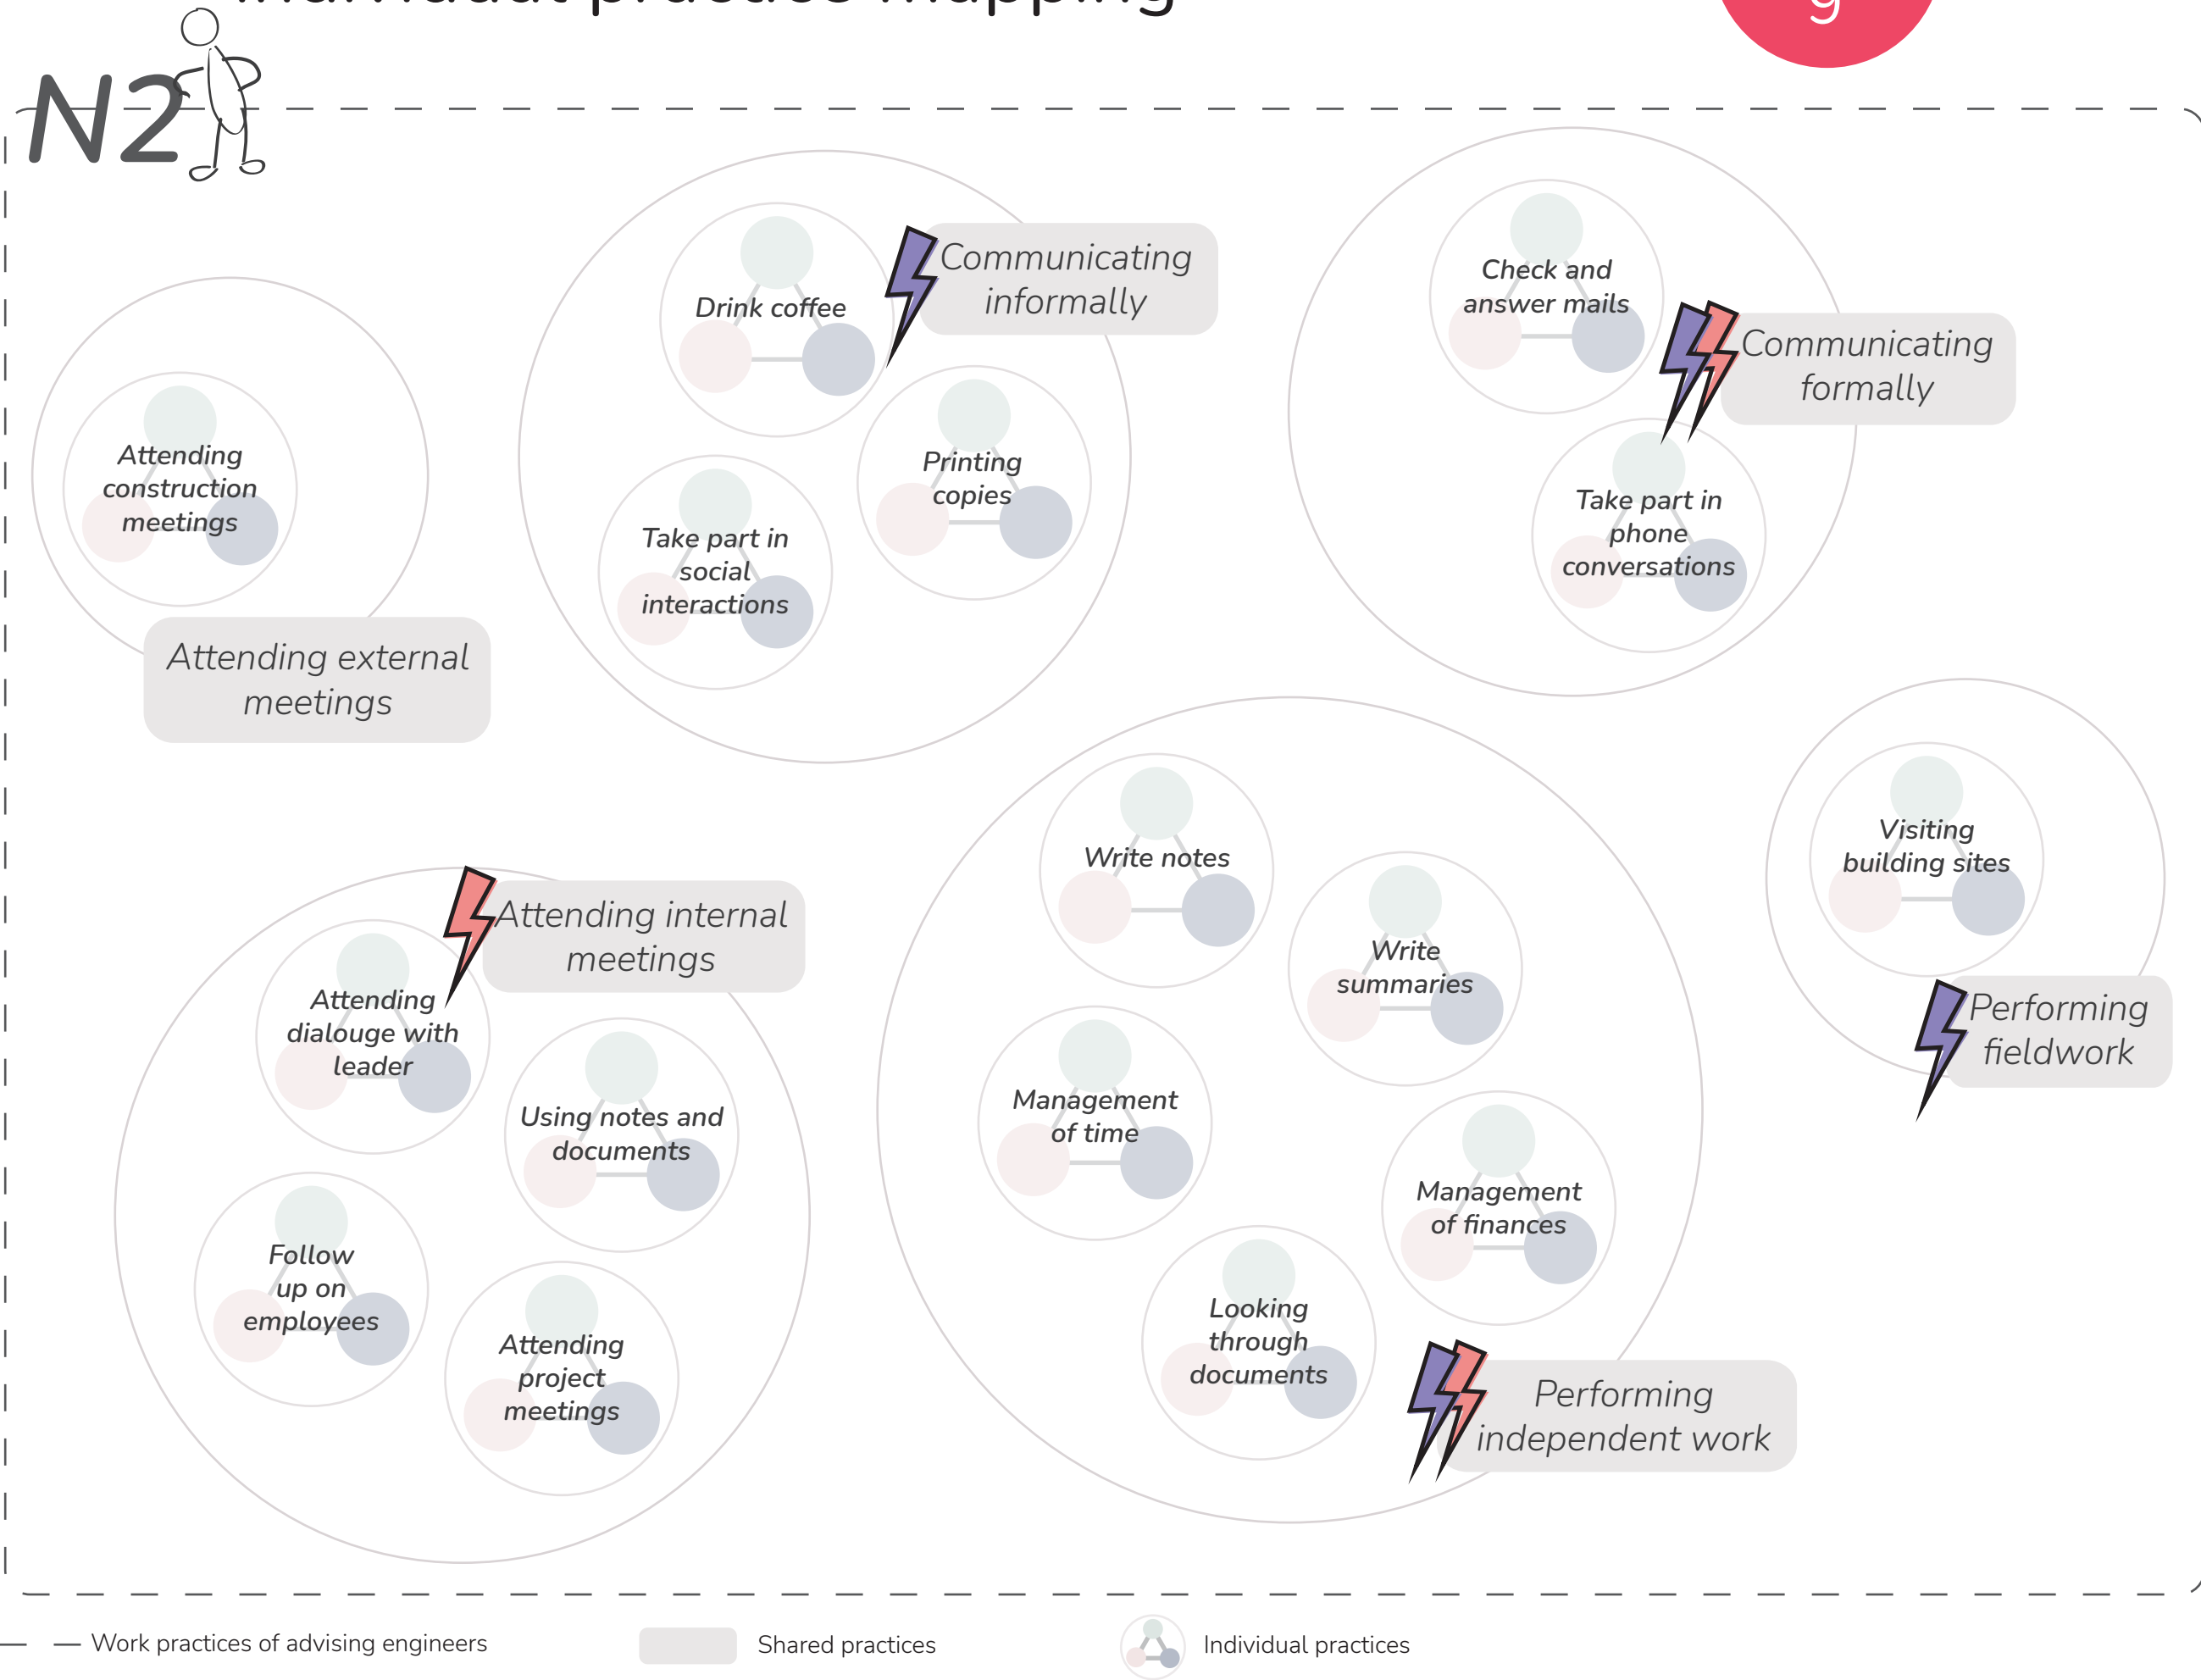 practice mapping
9
N2
Drink coffee
Communicating
informally
Printing
copies
Take part in
social
interactions
Check and
answer mails
Communicating
formally
Take part in
phone
conversations
Attending
construction
meetings
Attending external
meetings
Write notes
Write
summaries
Management
of time
Management
of finances
Looking
through
documents
Performing
independent work
Visiting
building sites
Performing
fieldwork
Attending internal
meetings
Attending
dialouge with
leader
Using notes and
documents
Follow
up on
employees
Attending
project
meetings
Work practices of advising engineers
Shared practices
Individual practices